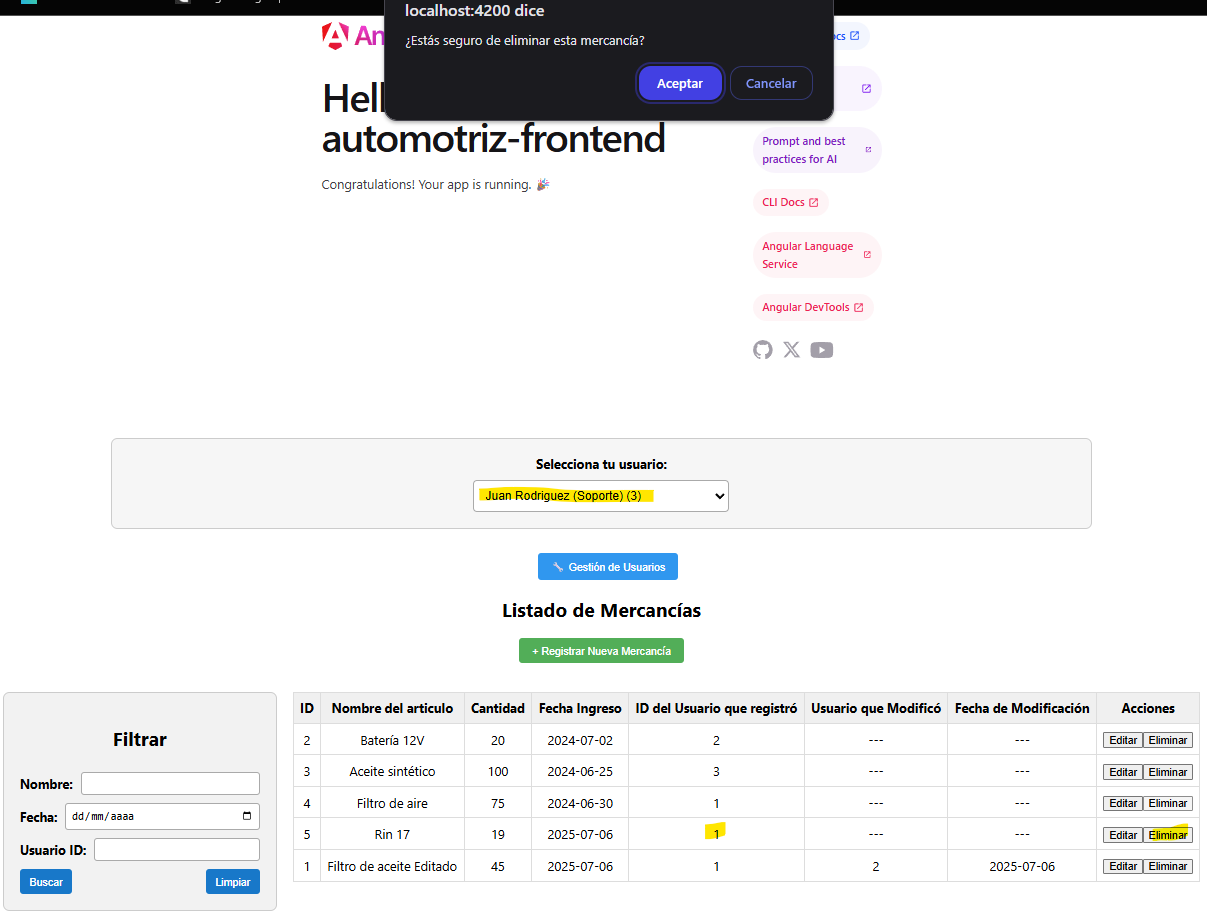 localhost:4200 dice
¿Estás seguro de eliminar esta mercancía?
Aceptar
Cancelar
An
ocs
Hell
automotriz-frontend
Congratulations! Your app is running. 🎉
Prompt and best
practices for AI
CLI Docs
Angular Language
Service
Angular DevTools
Selecciona tu usuario:
Juan Rodriguez (Soporte) (3)
🔧 Gestión de Usuarios
Listado de Mercancías
+ Registrar Nueva Mercancía
Filtrar
Nombre:
Fecha: dd/mm/aaaa
Usuario ID:
Buscar Limpiar
ID Nombre del articulo Cantidad Fecha Ingreso ID del Usuario que registró Usuario que Modificó Fecha de Modificación Acciones
2 Batería 12V 20 2024-07-02 2 --- --- Editar Eliminar
3 Aceite sintético 100 2024-06-25 3 --- --- Editar Eliminar
4 Filtro de aire 75 2024-06-30 1 --- --- Editar Eliminar
5 Rin 17 19 2025-07-06 1 --- --- Editar Eliminar
1 Filtro de aceite Editado 45 2025-07-06 1 2 2025-07-06 Editar Eliminar